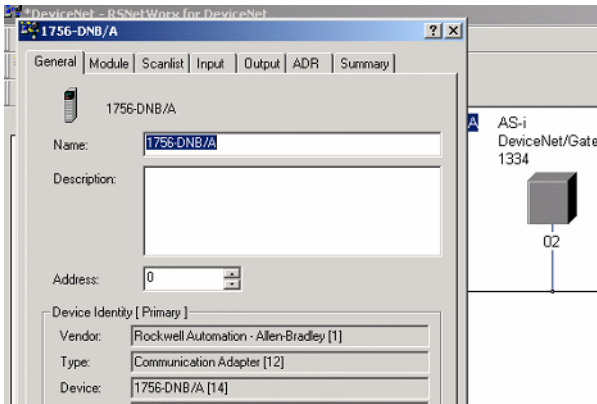 *DeviceNet - RSNetWorx for DeviceNet
1756-DNB/A
General Module Scanlist Input Output ADR Summary
1756-DNB/A
Name: 1756-DNB/A
Description:
Address: 0
Device Identity [ Primary ]
Vendor: Rockwell Automation - Allen-Bradley [1]
Type: Communication Adapter [12]
Device: 1756-DNB/A [14]
A
AS-i
DeviceNet/Gate
1334
02